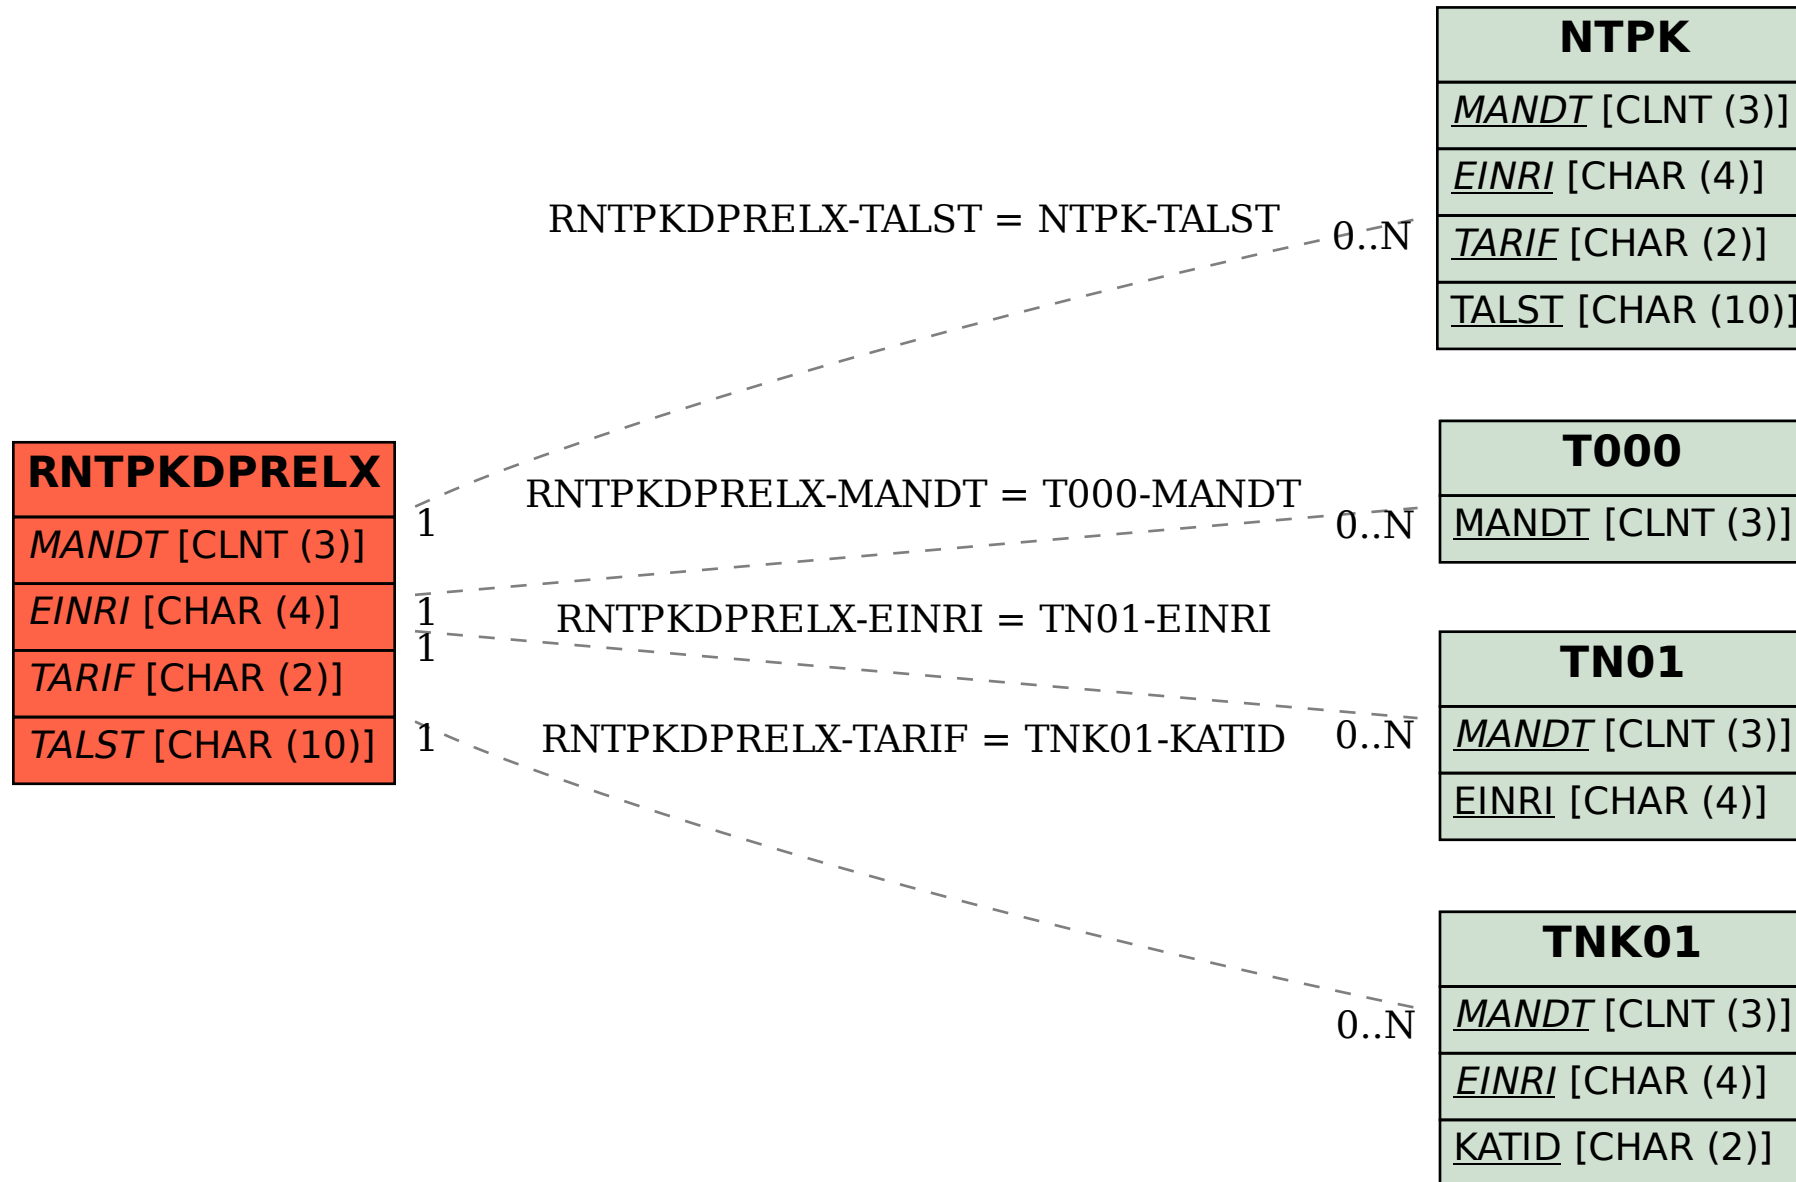 NTPK
MANDT [CLNT (3)]
EINRI [CHAR (4)]
TARIF [CHAR (2)]
TALST [CHAR (10)]
RNTPKDPRELX-TALST = NTPK-TALST
0..N
RNTPKDPRELX
MANDT [CLNT (3)]
EINRI [CHAR (4)]
TARIF [CHAR (2)]
TALST [CHAR (10)]
1
RNTPKDPRELX-MANDT = T000-MANDT
0..N
T000
MANDT [CLNT (3)]
1
1
RNTPKDPRELX-EINRI = TN01-EINRI
0..N
TN01
MANDT [CLNT (3)]
EINRI [CHAR (4)]
1
RNTPKDPRELX-TARIF = TNK01-KATID
0..N
TNK01
MANDT [CLNT (3)]
EINRI [CHAR (4)]
KATID [CHAR (2)]